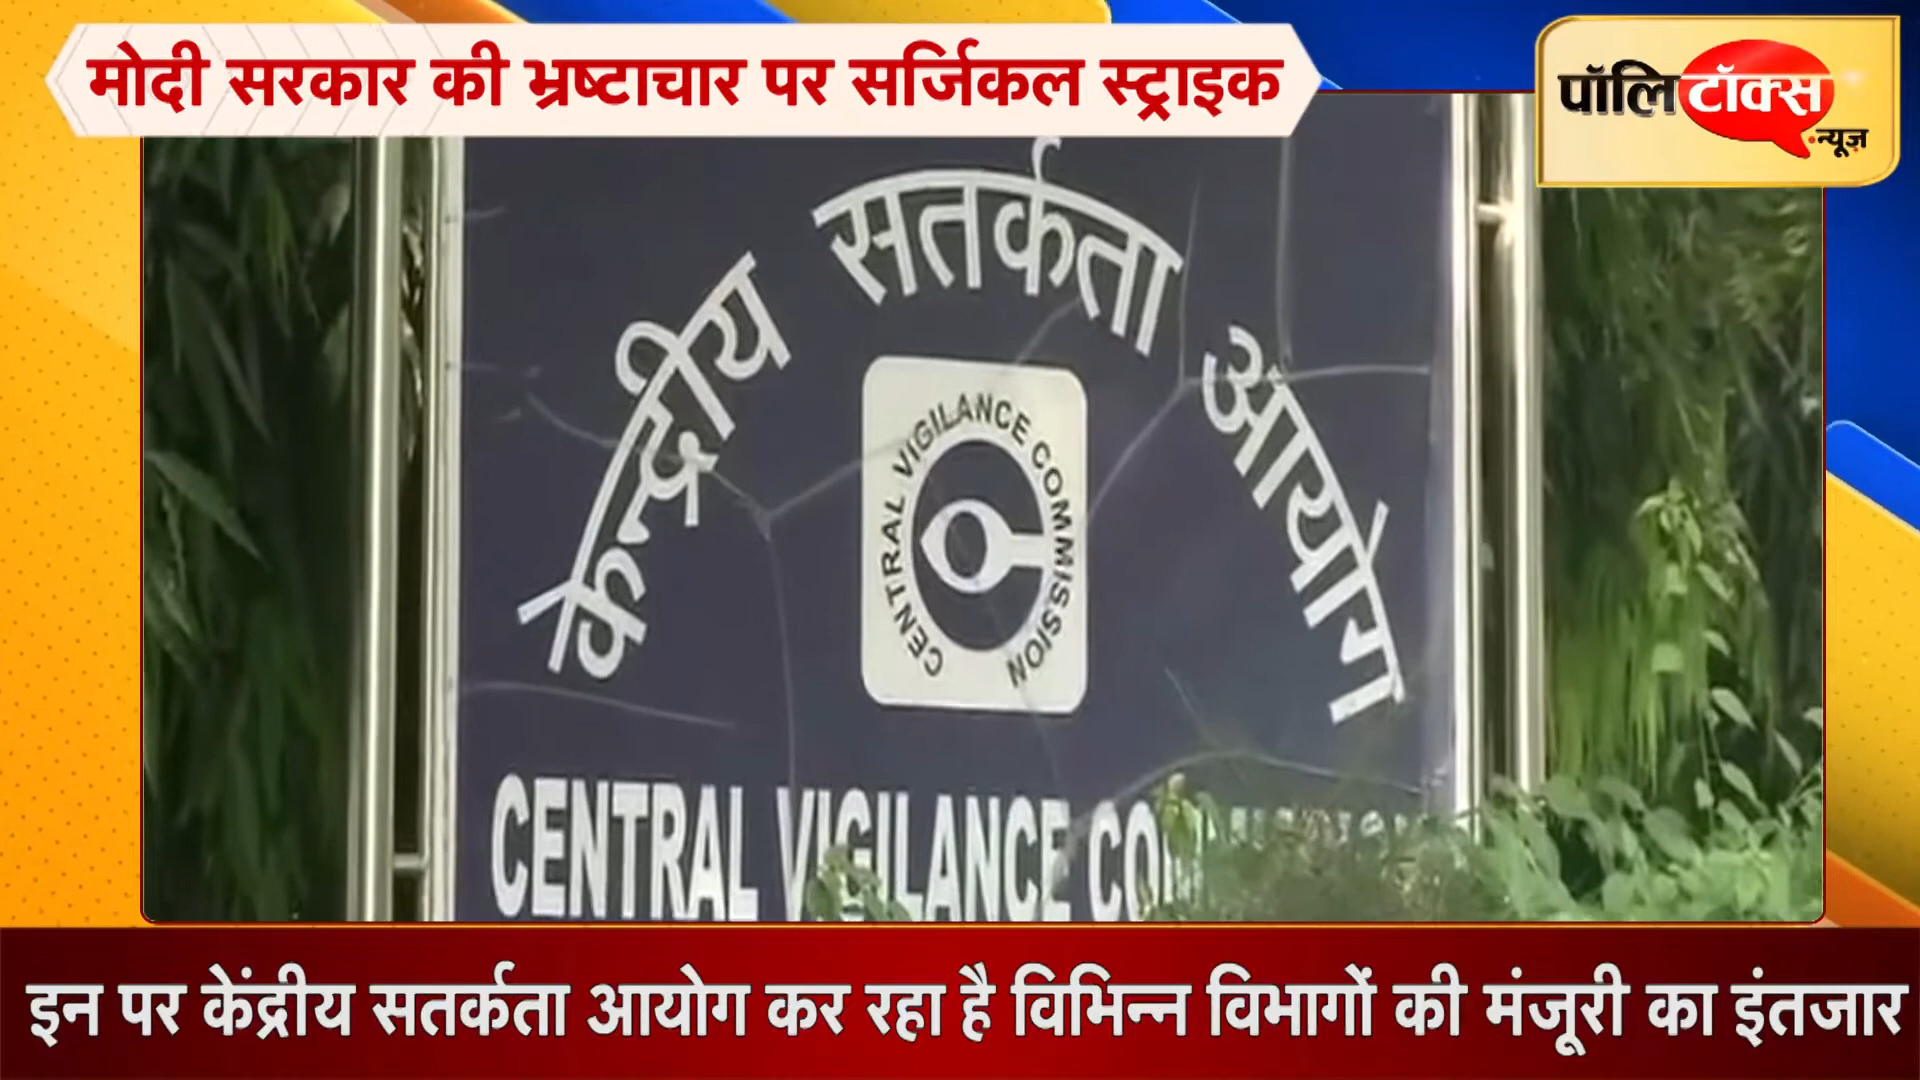 मोदी सरकार की भ्रष्टाचार पर सर्जिकल स्ट्राइक
पॉलिटॉक्स
न्यूज़
केन्द्रीय सतर्कता आयोग
CENTRAL VIGILANCE COMMISSION
CENTRAL VIGILANCE
इन पर केंद्रीय सतर्कता आयोग कर रहा है विभिन्न विभागों की मंजूरी का इंतजार